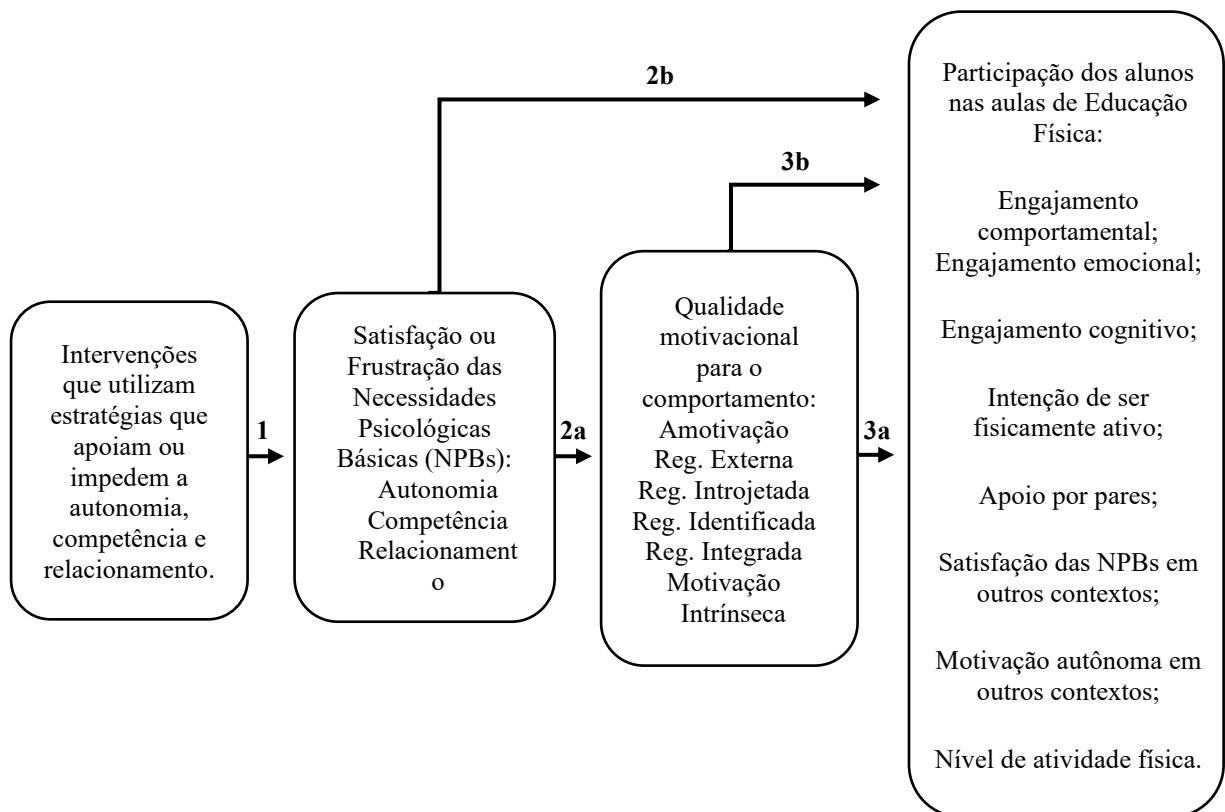 Intervenções
que utilizam
estratégias que
apoiam ou
impedem a
autonomia,
competência e
relacionamento.
1
Satisfação ou
Frustração das
Necessidades
Psicológicas
Básicas (NPBs):
Autonomia
Competência
Relacionament
o
2a
2b
Qualidade
motivacional
para o
comportamento:
Amotivação
Reg. Externa
Reg. Introjetada
Reg. Identificada
Reg. Integrada
Motivação
Intrínseca
3a
3b
Participação dos alunos
nas aulas de Educação
Física:
Engajamento
comportamental;
Engajamento emocional;
Engajamento cognitivo;
Intenção de ser
fisicamente ativo;
Apoio por pares;
Satisfação das NPBs em
outros contextos;
Motivação autônoma em
outros contextos;
Nível de atividade física.